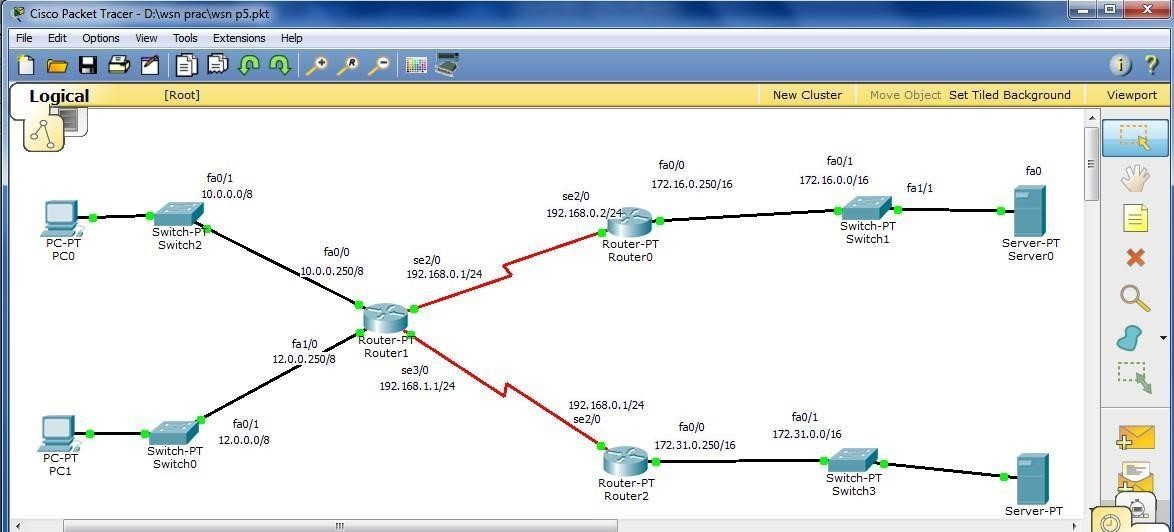 Cisco Packet Tracer - D:\wsn prac\wsn p5.pkt
File Edit Options View Tools Extensions Help
Logical [Root] New Cluster Move Object Set Tiled Background Viewport
fa0/1
10.0.0.0/8
PC-PT
PC0
Switch-PT
Switch2
fa0/0
10.0.0.250/8
se2/0
192.168.0.1/24
se2/0
192.168.0.2/24
Router-PT
Router0
fa0/0
172.16.0.250/16
fa0/1
172.16.0.0/16
fa1/1
Switch-PT
Switch1
fa0
Server-PT
Server0
Router-PT
Router1
fa1/0
12.0.0.250/8
se3/0
192.168.1.1/24
PC-PT
PC1
fa0/1
12.0.0.0/8
Switch-PT
Switch0
192.168.0.1/24
se2/0
Router-PT
Router2
fa0/0
172.31.0.250/16
fa0/1
172.31.0.0/16
Switch-PT
Switch3
Server-PT